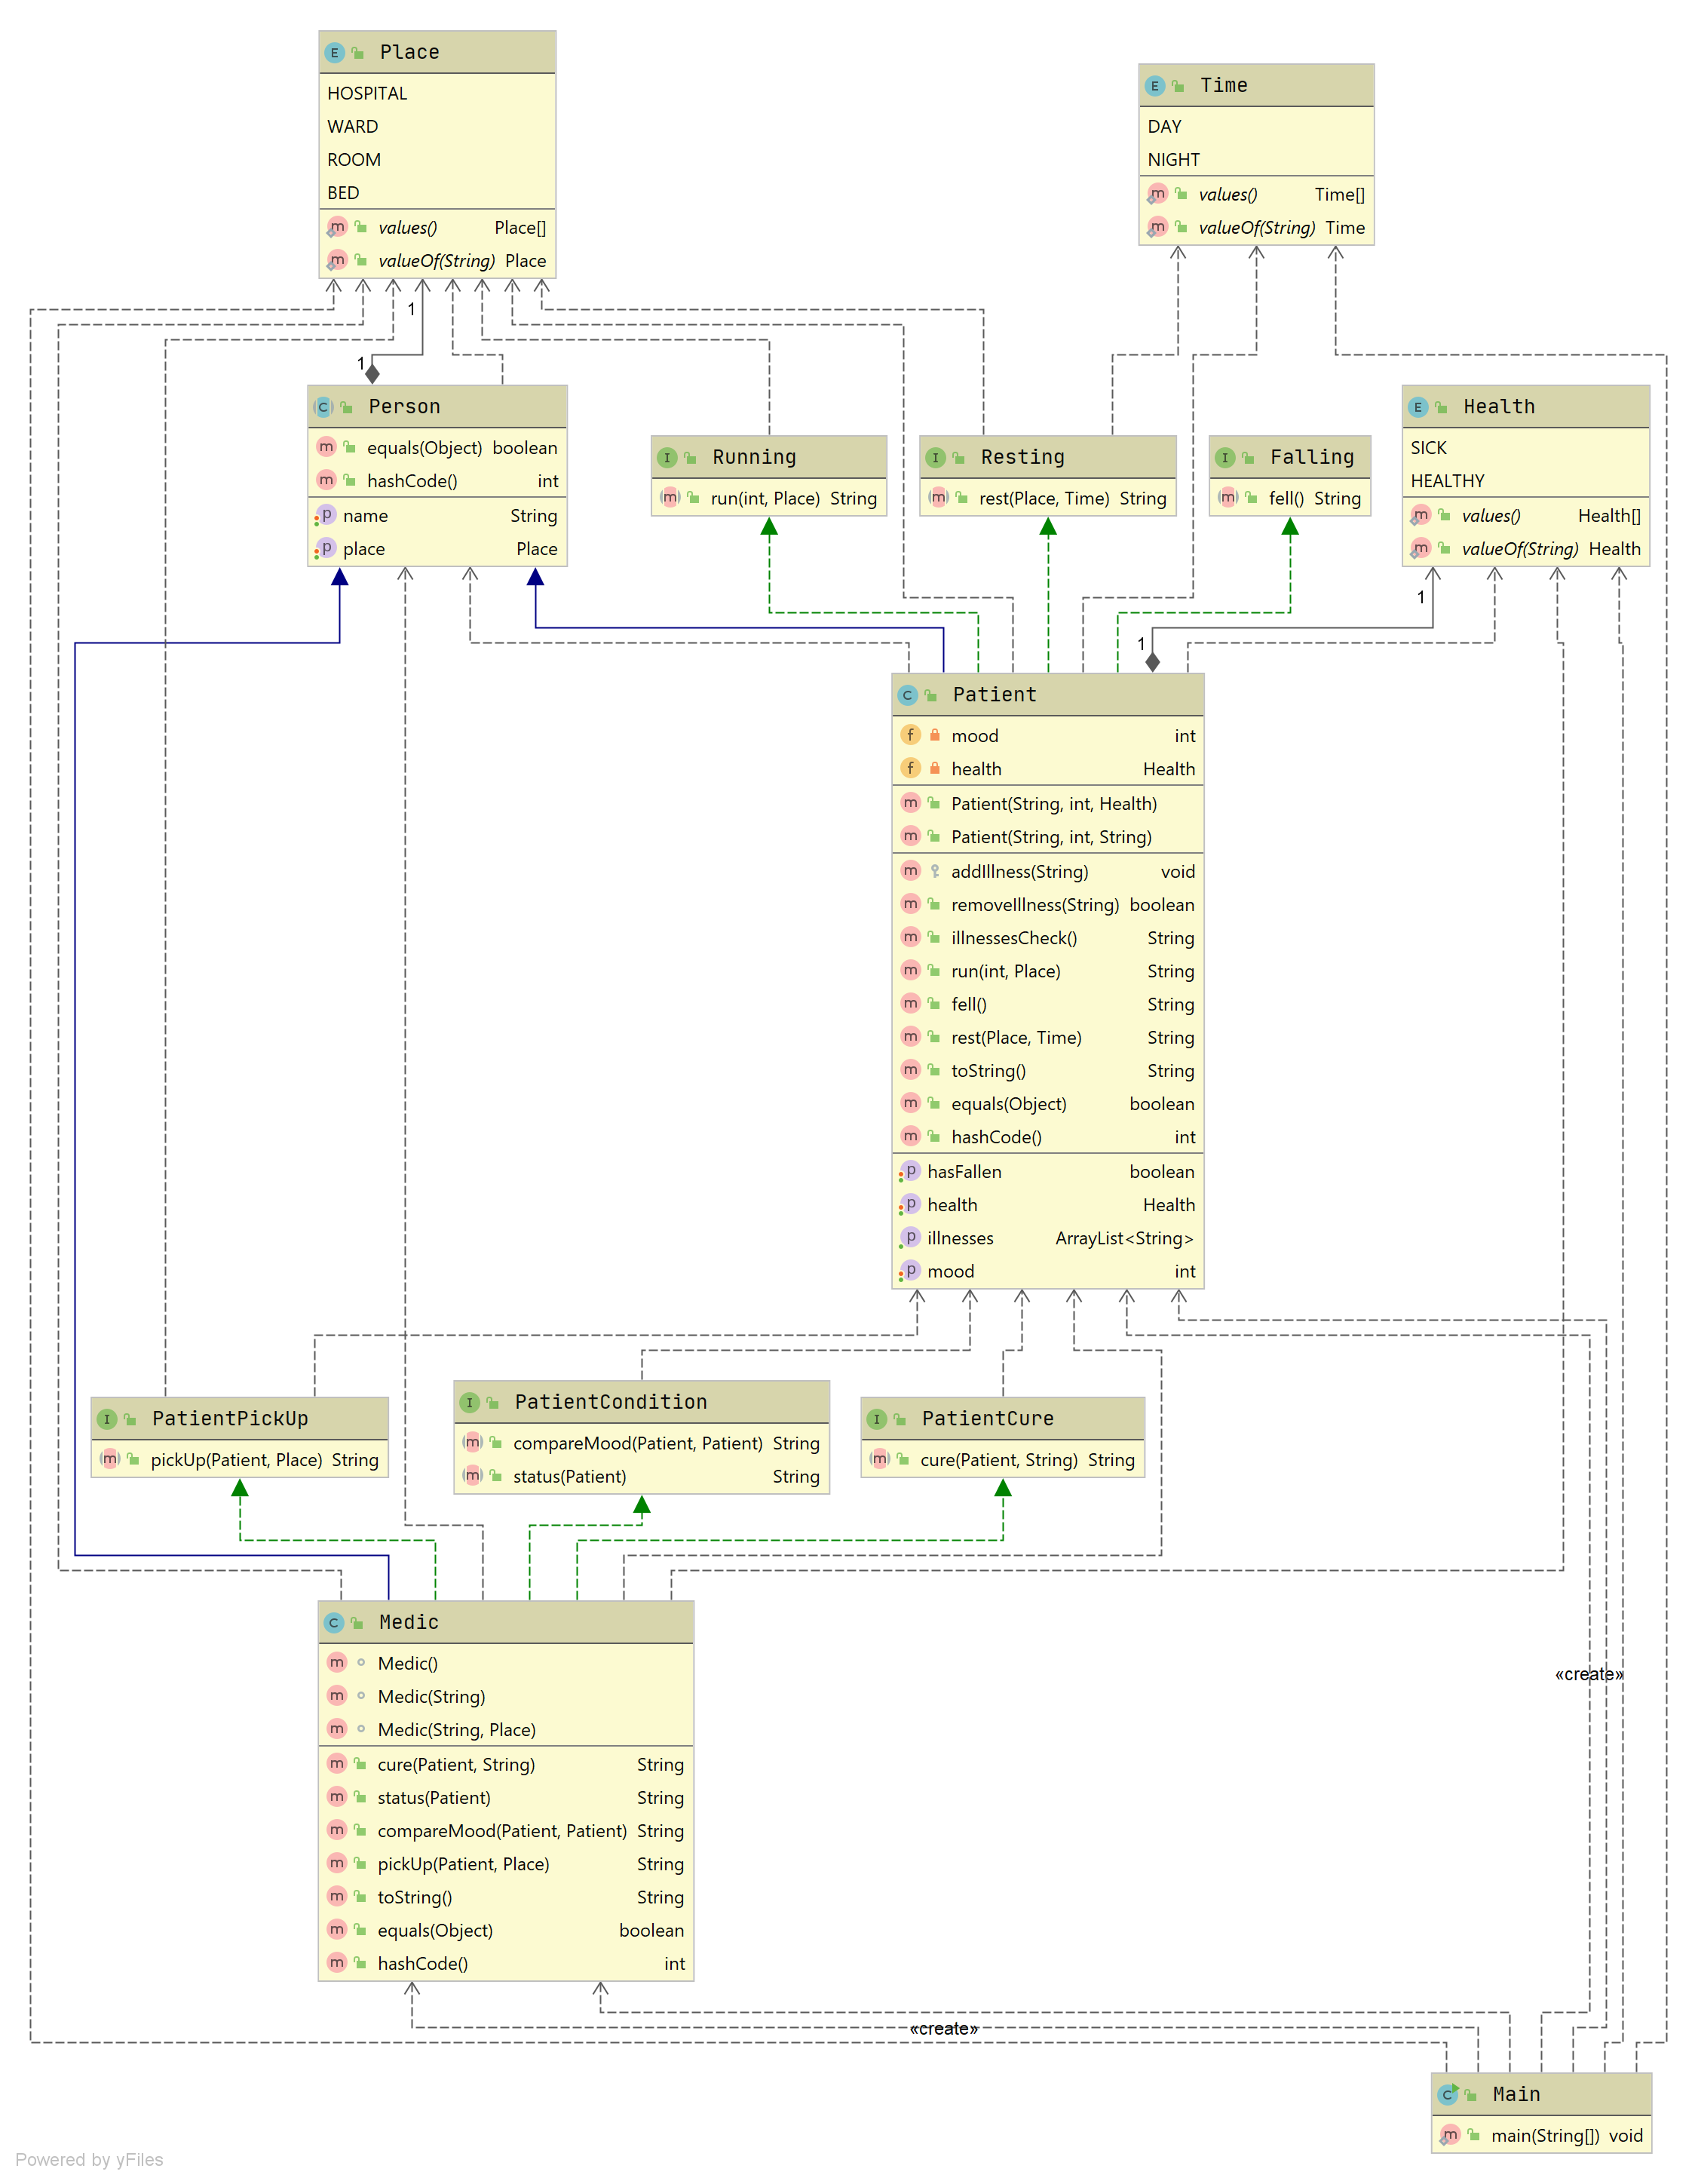 Place
HOSPITAL
WARD
ROOM
BED
values() Place[]
valueOf(String) Place
Time
DAY
NIGHT
values() Time[]
valueOf(String) Time
1
1
Person
equals(Object) boolean
hashCode() int
name String
place Place
Running
run(int, Place) String
Resting
rest(Place, Time) String
Falling
fell() String
Health
SICK
HEALTHY
values() Health[]
valueOf(String) Health
1
1
Patient
mood int
health Health
Patient(String, int, Health)
Patient(String, int, String)
addIllness(String) void
removeIllness(String) boolean
illnessesCheck() String
run(int, Place) String
fell() String
rest(Place, Time) String
toString() String
equals(Object) boolean
hashCode() int
hasFallen boolean
health Health
illnesses ArrayList<String>
mood int
PatientPickUp
pickUp(Patient, Place) String
PatientCondition
compareMood(Patient, Patient) String
status(Patient) String
PatientCure
cure(Patient, String) String
Medic
Medic()
Medic(String)
Medic(String, Place)
cure(Patient, String) String
status(Patient) String
compareMood(Patient, Patient) String
pickUp(Patient, Place) String
toString() String
equals(Object) boolean
hashCode() int
«create»
«create»
Main
main(String[]) void
Powered by yFiles